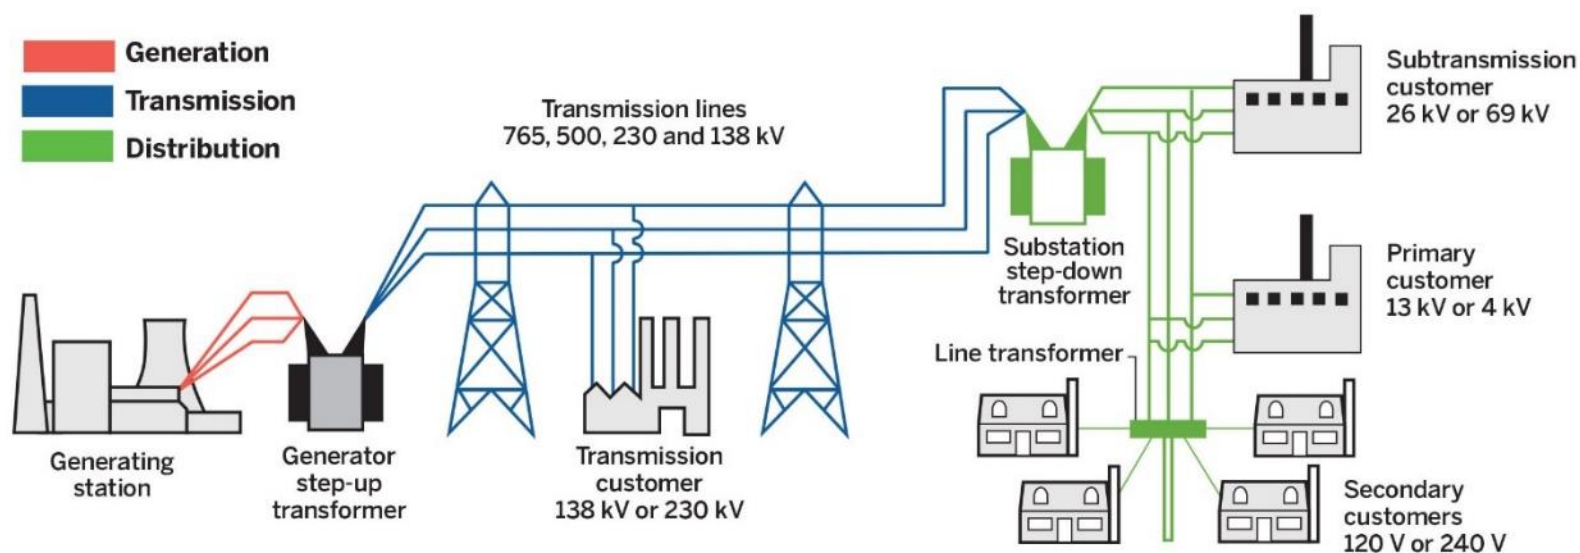 Generation
Transmission
Distribution
Transmission lines
765, 500, 230 and 138 kV
Subtransmission
customer
26 kV or 69 kV
Substation
step-down
transformer
Primary
customer
13 kV or 4 kV
Line transformer
Generating
station
Generator
step-up
transformer
Transmission
customer
138 kV or 230 kV
Secondary
customers
120 V or 240 V